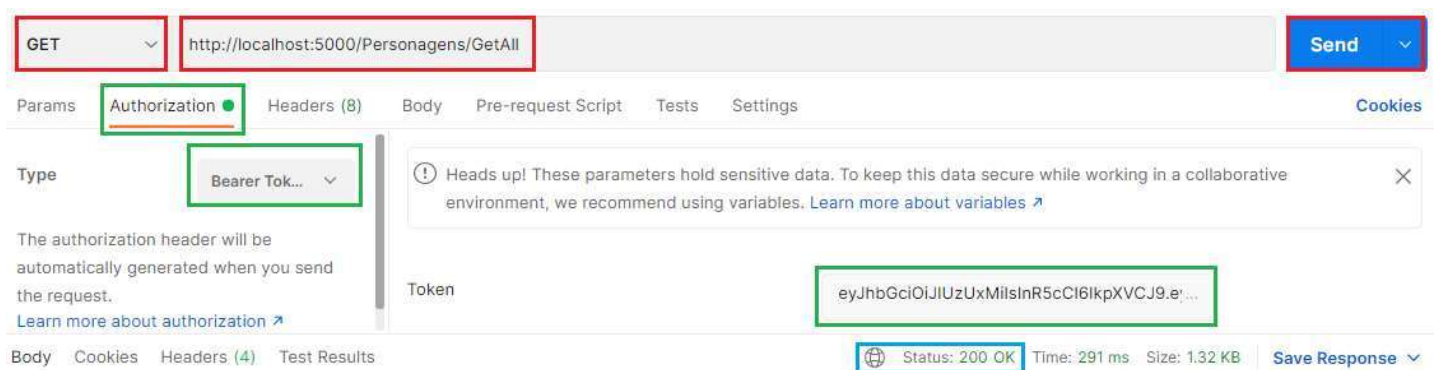 GET http://localhost:5000/Personagens/GetAll Send
Params Authorization Headers (8) Body Pre-request Script Tests Settings Cookies
Type Bearer Tok...
Heads up! These parameters hold sensitive data. To keep this data secure while working in a collaborative
environment, we recommend using variables. Learn more about variables ↗
The authorization header will be
automatically generated when you send
the request.
Learn more about authorization ↗
Token eyJhbGciOiJIUzUxMiIsInR5cCI6IkpXVCJ9.ey...
Body Cookies Headers (4) Test Results Status: 200 OK Time: 291 ms Size: 1.32 KB Save Response